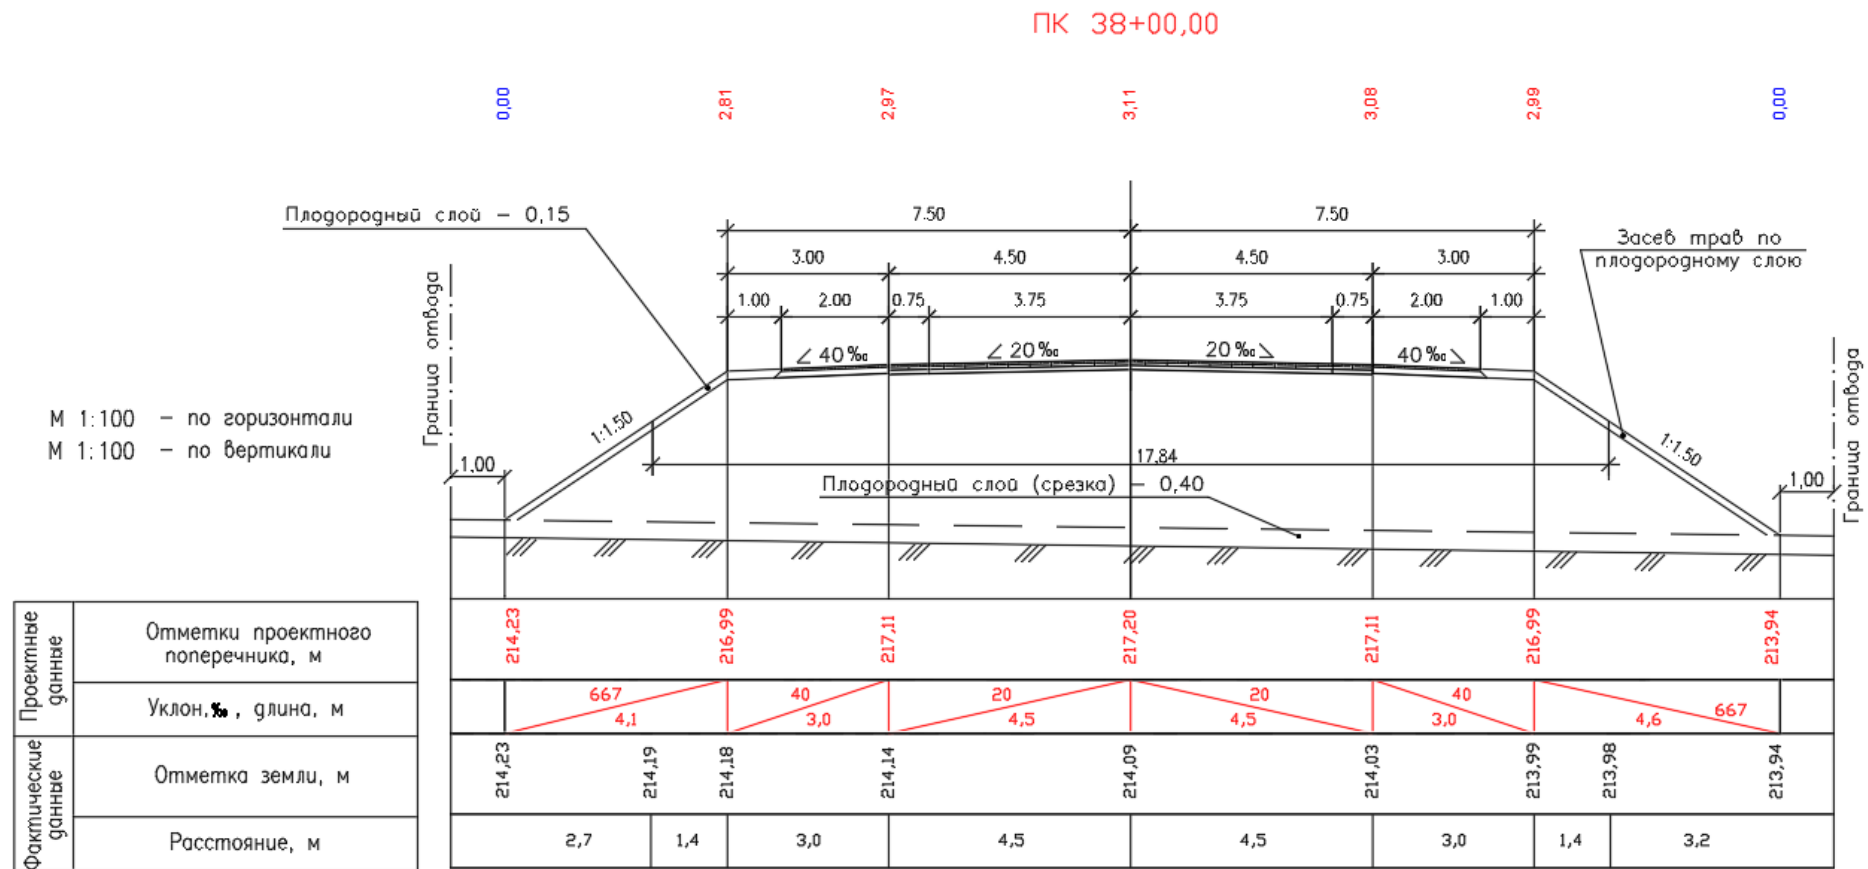 ПК 38+00,00
0,00 2,81 2,97 3,11 3,08 2,99 0,00
7.50 7.50
Плодородный слой – 0,15
Засев трав по
плодородному слою
3.00 4.50 4.50 3.00
1.00 2.00 0.75 3.75 3.75 0.75 2.00 1.00
∠ 40‰ ∠ 20‰ 20‰ 40‰
Граница отвода
Граница отвода
М 1:100 – по горизонтали
М 1:100 – по вертикали
1:1.50 1:1.50
17,84
1,00 1,00
Плодородный слой (срезка) – 0,40
Проектные данные
Отметки проектного
поперечника, м
214,23 216,99 217,11 217,20 217,11 216,99 213,94
Уклон,‰, длина, м
667 40 20 20 40 667
4,1 3,0 4,5 4,5 3,0 4,6
Фактические данные
Отметка земли, м
214,23 214,19 214,18 214,14 214,09 214,03 213,99 213,98 213,94
Расстояние, м
2,7 1,4 3,0 4,5 4,5 3,0 1,4 3,2